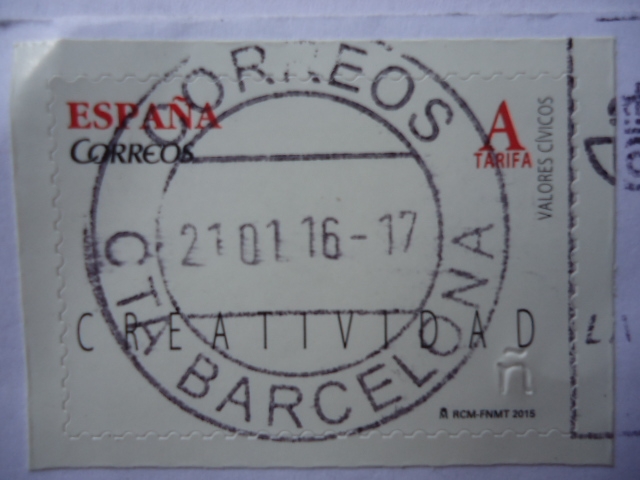 CORREOS
ESPAÑA
CORREOS
A
TARIFA
VALORES CÍVICOS
21 01 16-17
CREATIVIDAD
CTA BARCELONA
ñ
RCM-FNMT 2015